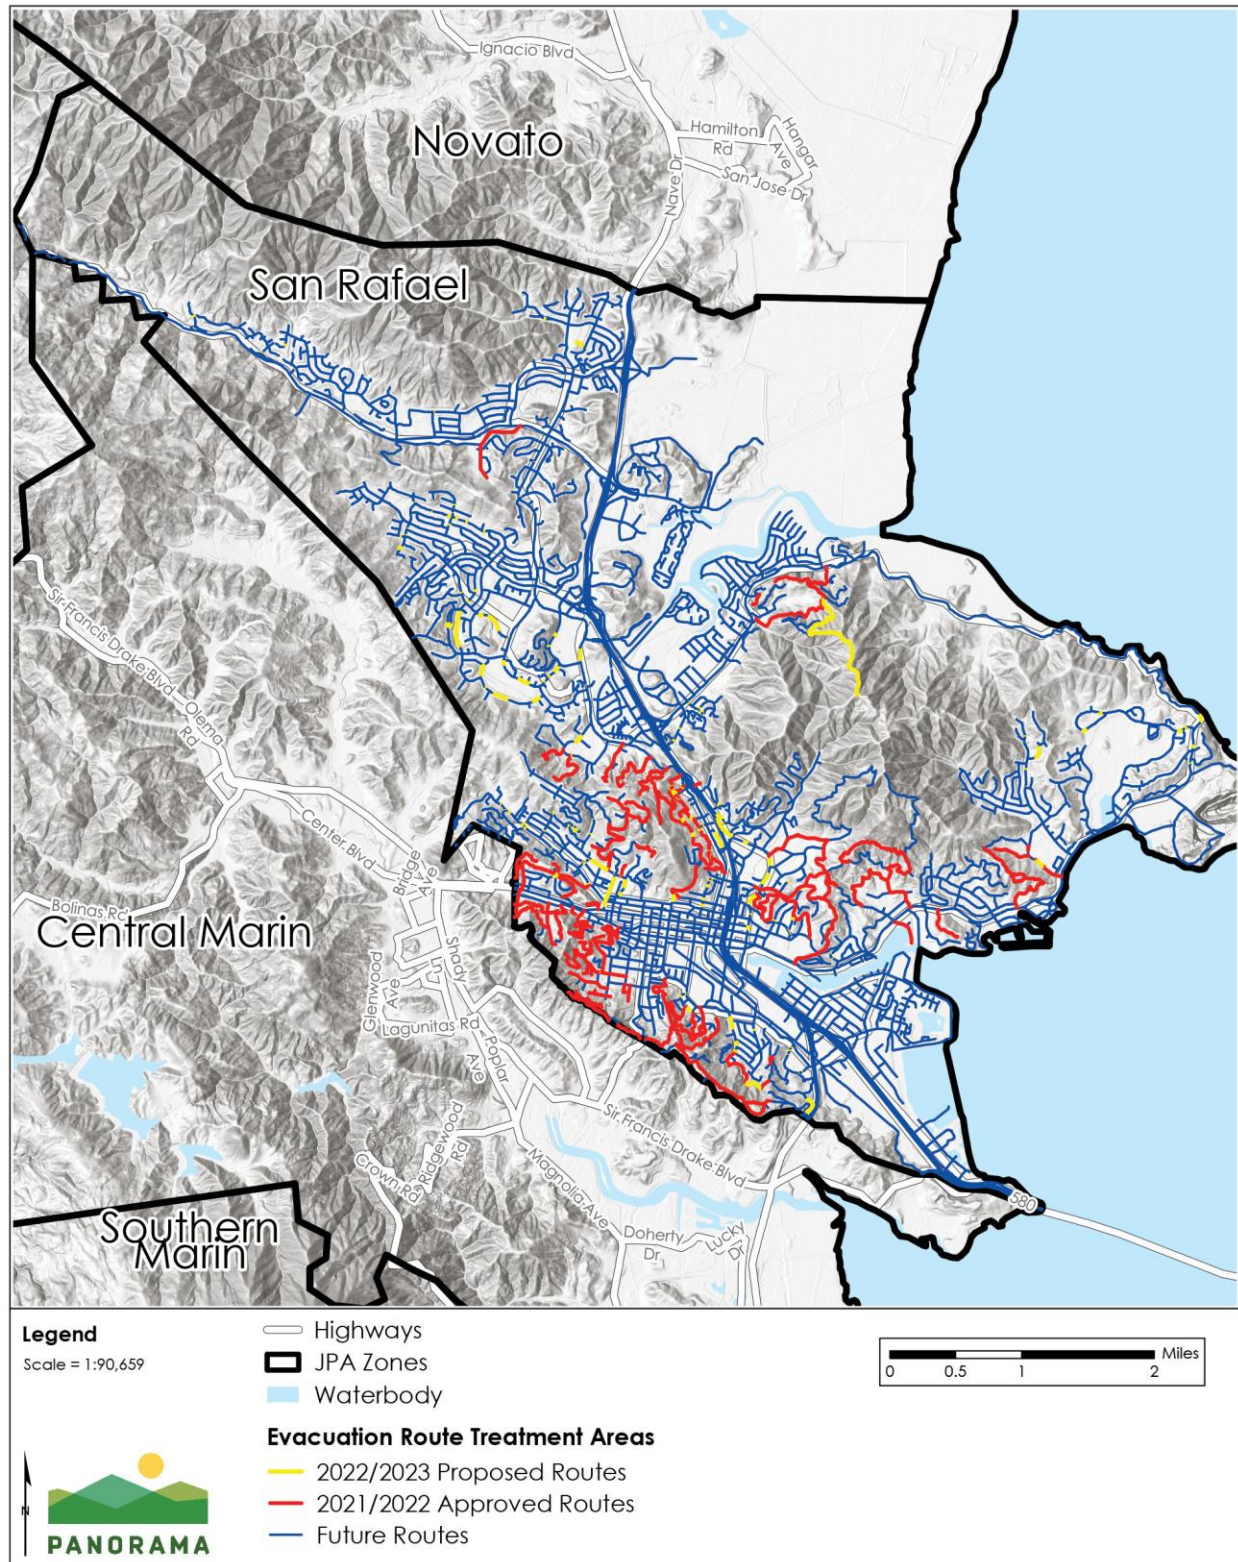 Ignacio Blvd
Novato
Hamilton
Rd
Hangar
Ave
San Jose Dr
Nave Dr
San Rafael
Sir Francis Drake Blvd - Olema
Rd
Center Blvd
Bridge
Ave
Bolinas Rd
Central Marin
Shady
Ln
Glenwood
Ave
Lagunitas Rd
Poplar
Ave
Ridgewood
Rd
Crown Rd
Magnolia Ave
Sir Francis Drake Blvd
Doherty
Dr
Lucky
Dr
580
Southern
Marin
Legend
Scale = 1:90,659
Highways
JPA Zones
Waterbody
Evacuation Route Treatment Areas
2022/2023 Proposed Routes
2021/2022 Approved Routes
Future Routes
0 0.5 1 2 Miles
N
PANORAMA